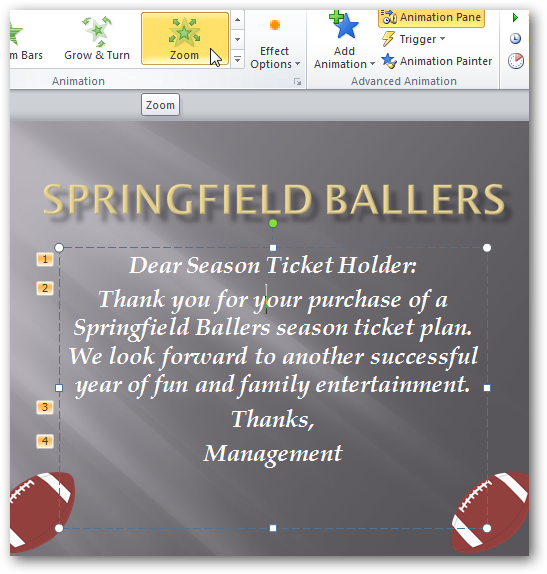 m Bars
Grow & Turn
Zoom
Effect
Options
Add
Animation
Animation Pane
Trigger
Animation Painter
Animation
Advanced Animation
Zoom
SPRINGFIELD BALLERS
1
Dear Season Ticket Holder:
2
Thank you for your purchase of a
Springfield Ballers season ticket plan.
We look forward to another successful
year of fun and family entertainment.
3
Thanks,
4
Management